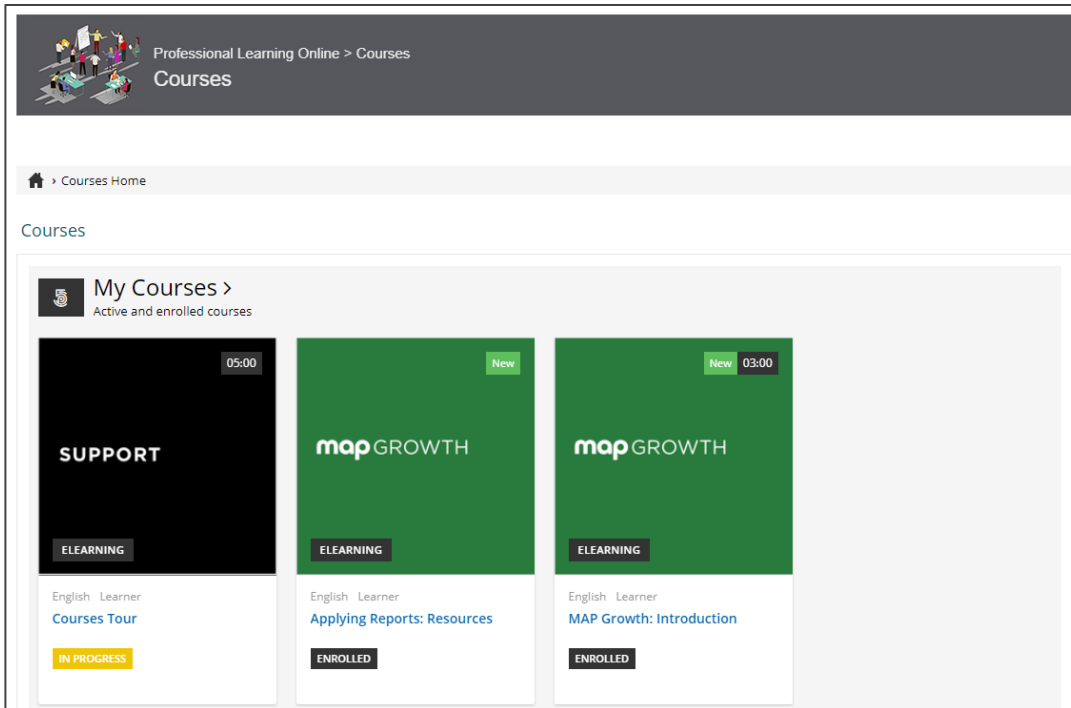 Professional Learning Online > Courses
Courses
› Courses Home
Courses
My Courses >
Active and enrolled courses
05:00
SUPPORT
ELEARNING
English Learner
Courses Tour
IN PROGRESS
New
map GROWTH
ELEARNING
English Learner
Applying Reports: Resources
ENROLLED
New 03:00
map GROWTH
ELEARNING
English Learner
MAP Growth: Introduction
ENROLLED